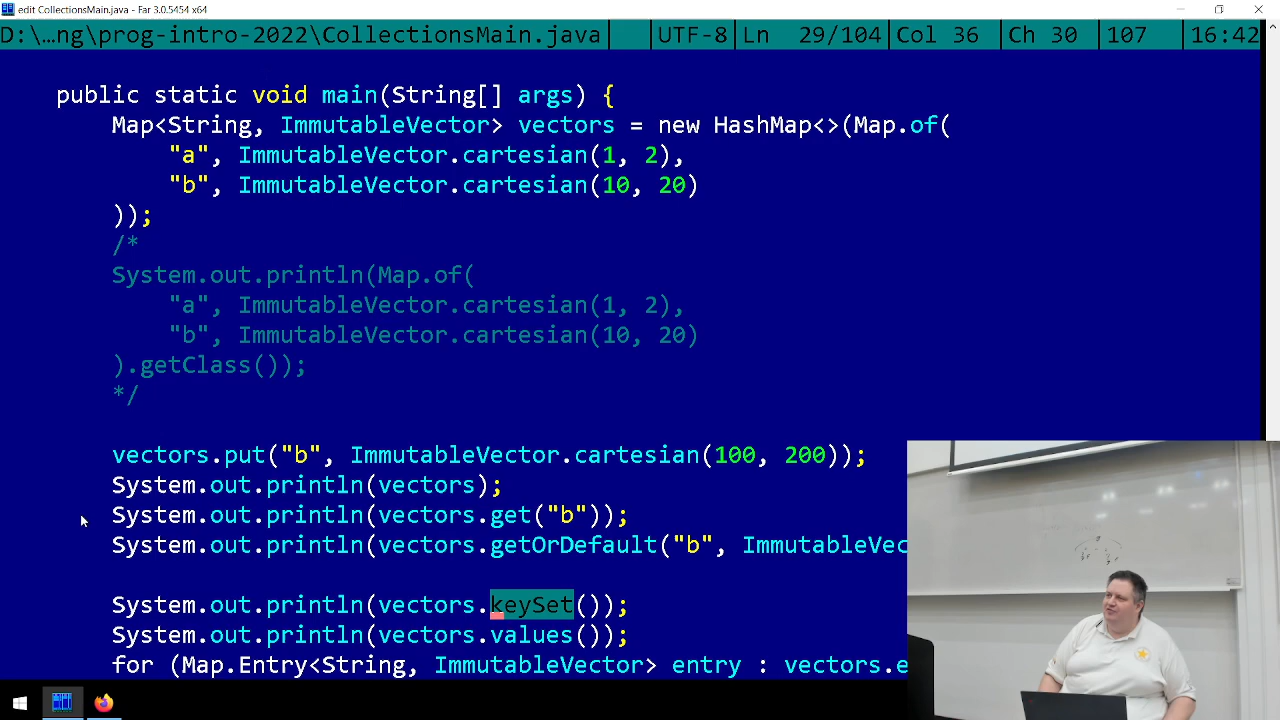 edit CollectionsMain.java - Far 3.0.5454 x64
D:\…ng\prog-intro-2022\CollectionsMain.java UTF-8 Ln 29/104 Col 36 Ch 30 107 16:42
public static void main(String[] args) {
Map<String, ImmutableVector> vectors = new HashMap<>(Map.of(
"a", ImmutableVector.cartesian(1, 2),
"b", ImmutableVector.cartesian(10, 20)
));
/*
System.out.println(Map.of(
"a", ImmutableVector.cartesian(1, 2),
"b", ImmutableVector.cartesian(10, 20)
).getClass());
*/
vectors.put("b", ImmutableVector.cartesian(100, 200));
System.out.println(vectors);
System.out.println(vectors.get("b"));
System.out.println(vectors.getOrDefault("b", ImmutableVec
System.out.println(vectors.keySet());
System.out.println(vectors.values());
for (Map.Entry<String, ImmutableVector> entry : vectors.e